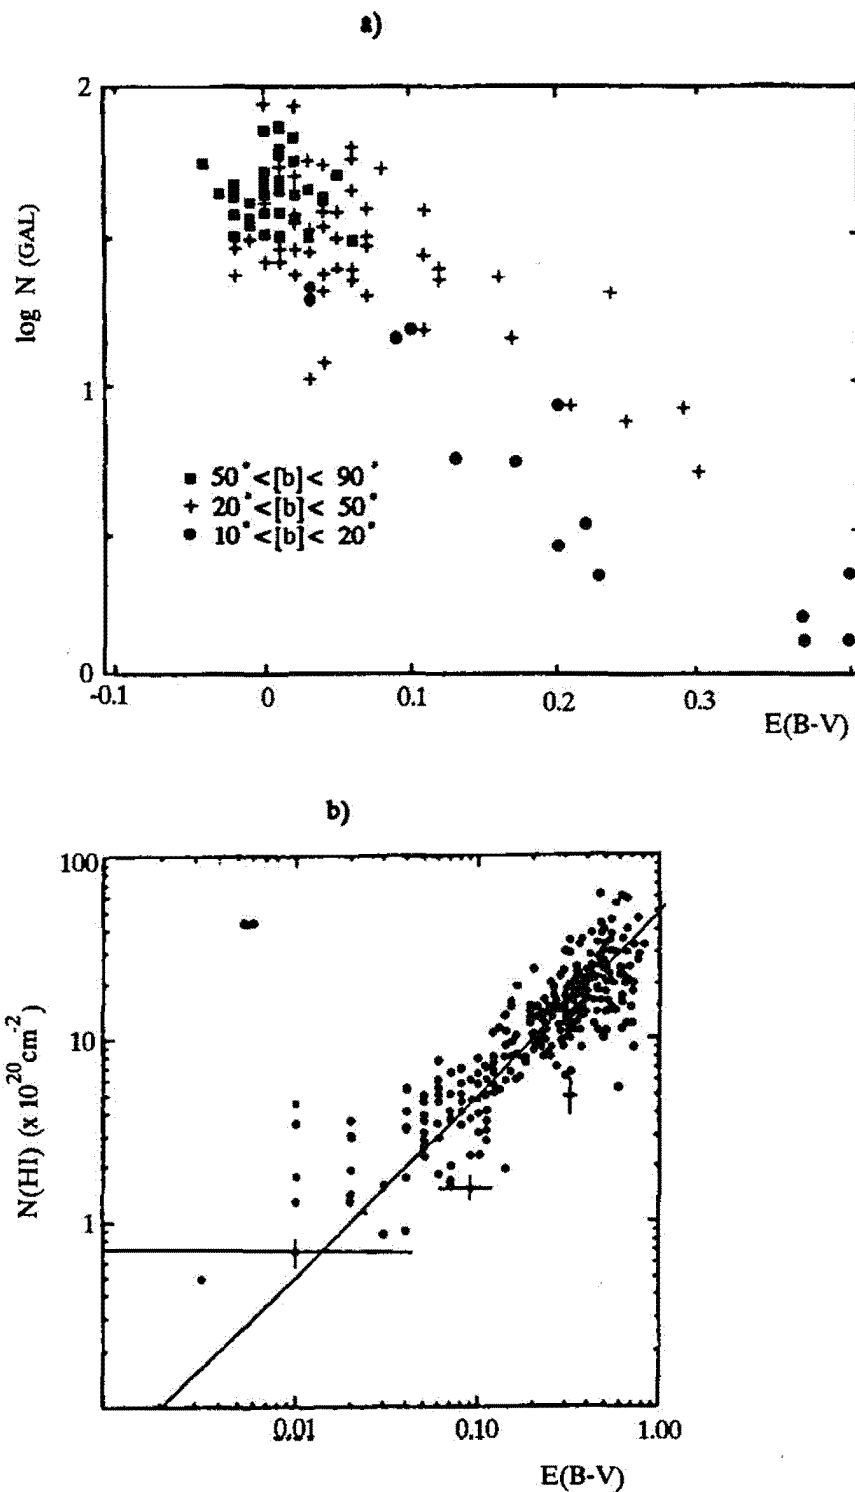 a)
2
log N (GAL)
1
■ 50°<[b]< 90°
+ 20°<[b]< 50°
● 10°<[b]< 20°
0
-0.1 0 0.1 0.2 0.3
E(B-V)
b)
100
N(HI) (x 10^20 cm^-2)
10
1
0.01 0.10 1.00
E(B-V)